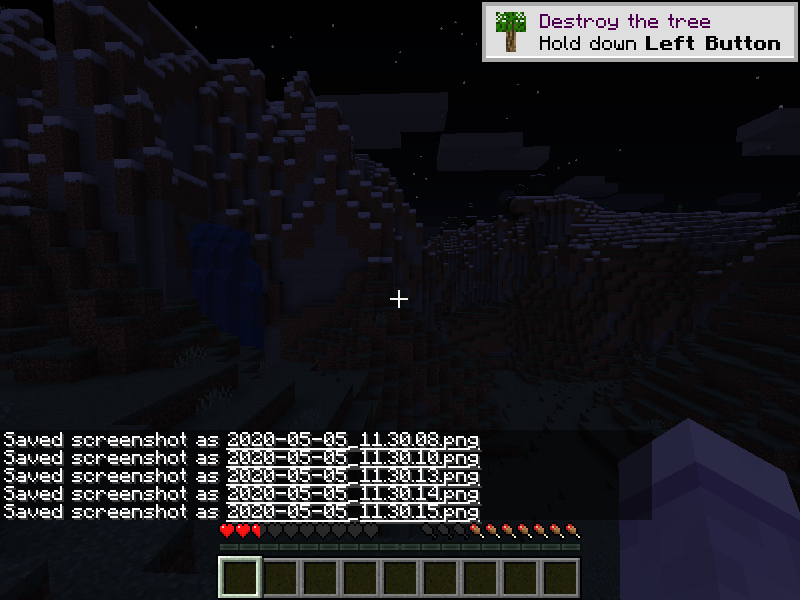 Destroy the tree
Hold down Left Button
Saved screenshot as 2020-05-05_11.30.08.png
Saved screenshot as 2020-05-05_11.30.10.png
Saved screenshot as 2020-05-05_11.30.13.png
Saved screenshot as 2020-05-05_11.30.14.png
Saved screenshot as 2020-05-05_11.30.15.png